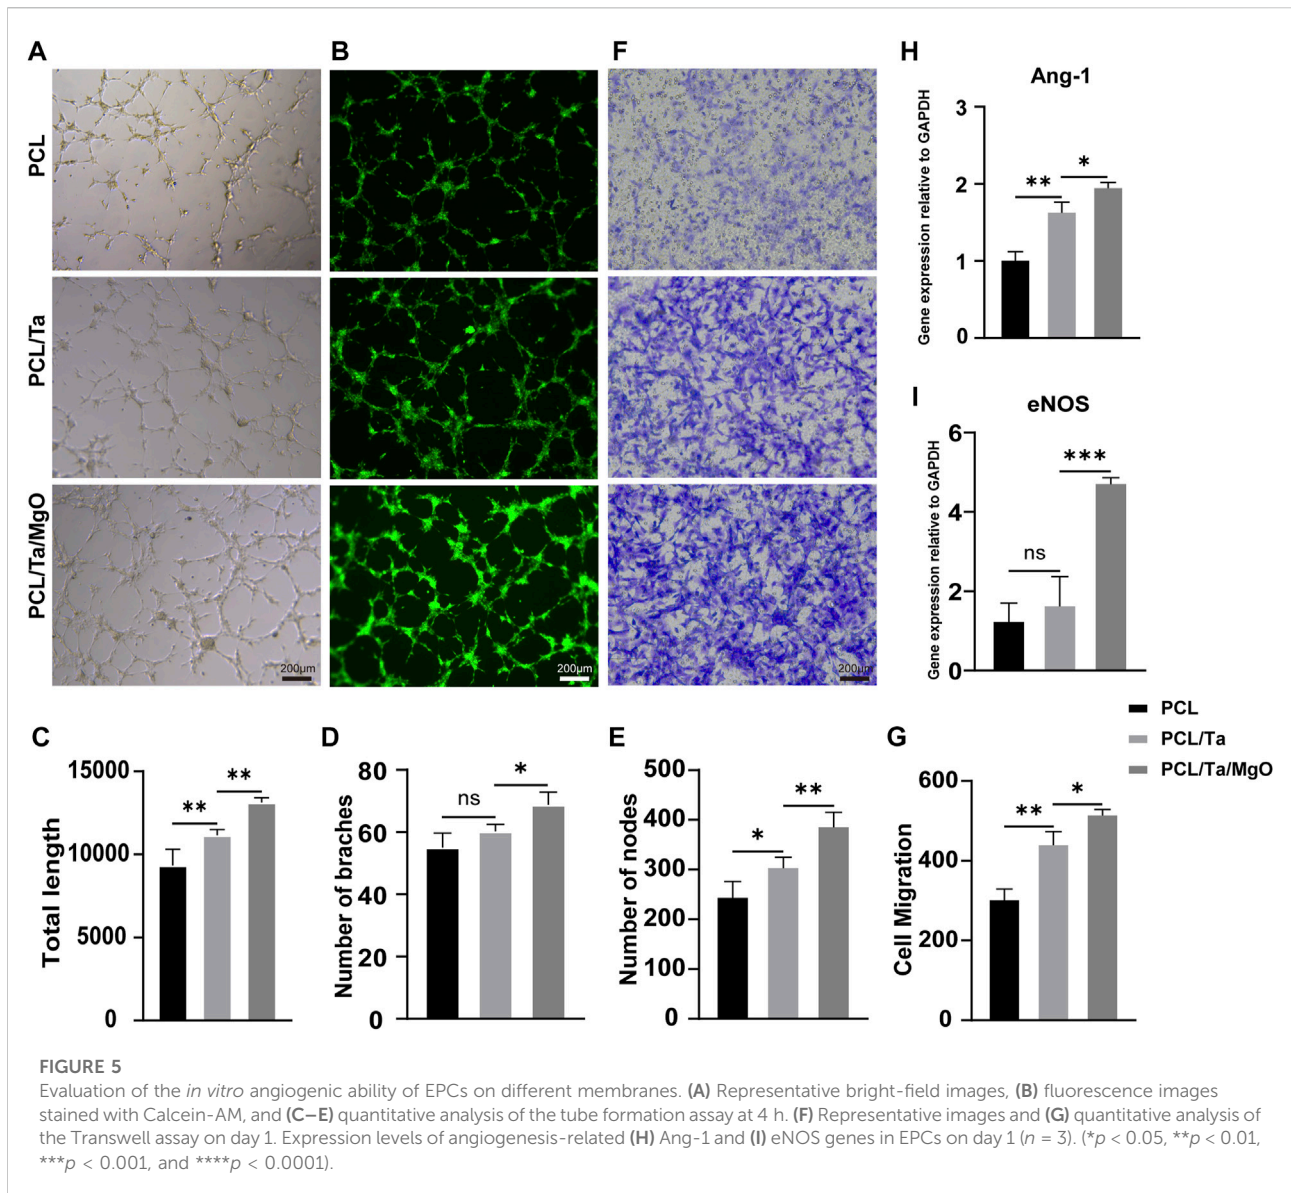 A
B
F
H
PCL
PCL/Ta
PCL/Ta/MgO
200μm
200μm
200μm
Ang-1
Gene expression relative to GAPDH
3
2
1
0
**
*
I
eNOS
Gene expression relative to GAPDH
6
4
2
0
ns
***
PCL
PCL/Ta
PCL/Ta/MgO
C
Total length
15000
10000
5000
0
**
**
D
Number of braches
80
60
40
20
0
ns
*
E
Number of nodes
500
400
300
200
100
0
*
**
G
Cell Migration
600
400
200
0
**
*
FIGURE 5
Evaluation of the in vitro angiogenic ability of EPCs on different membranes. (A) Representative bright-field images, (B) fluorescence images
stained with Calcein-AM, and (C–E) quantitative analysis of the tube formation assay at 4 h. (F) Representative images and (G) quantitative analysis of
the Transwell assay on day 1. Expression levels of angiogenesis-related (H) Ang-1 and (I) eNOS genes in EPCs on day 1 (n = 3). (*p < 0.05, **p < 0.01,
***p < 0.001, and ****p < 0.0001).